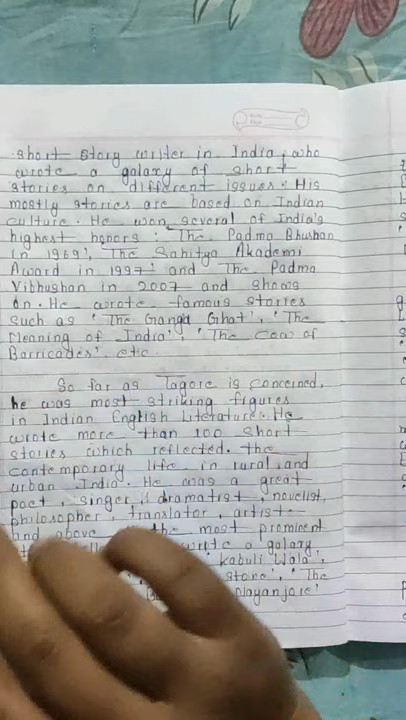 short story writer in India, who
wrote a galaxy of short
stories on different issues. His
mostly stories are based on Indian
culture. He won several of India's
highest honors: The Padma Bhushan
in 1969', The Sahitya Akademi
Award in 1997' and The Padma
Vibhushan in 2007 and shows
on. He wrote famous stories
such as 'The Ganga Ghat', 'The
Meaning of India', 'The Cow of
Barricades' etc.
So far as Tagore is concerned,
he was most striking figures
in Indian English Literature. He
wrote more than 100 short
stories which reflected the
contemporary life in rural and
urban India. He was a great
poet, singer, dramatist, novelist,
philosopher, translator, artist
and above the most prominent
write a galaxy
'kabuli Wala',
stone', 'The
Nayanjore'